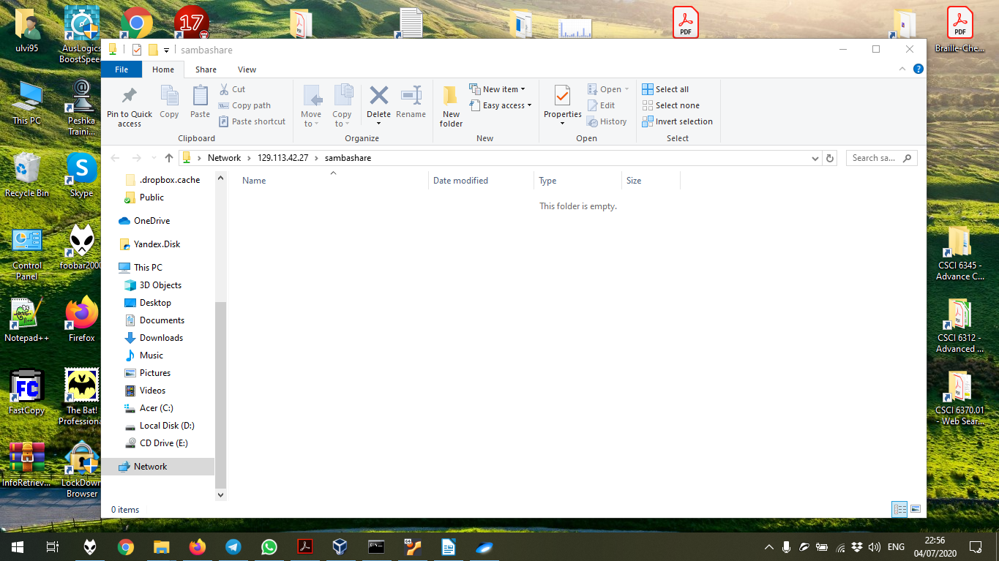 sambashare
File
Home
Share
View
Pin to Quick
access
Copy
Paste
Cut
Copy path
Paste shortcut
Clipboard
Move
to
Copy
to
Delete
Rename
Organize
New
folder
New item
Easy access
New
Properties
Open
Edit
History
Open
Select all
Select none
Invert selection
Select
Network
129.113.42.27
sambashare
Search sa...
Name
Date modified
Type
Size
This folder is empty.
.dropbox.cache
Public
OneDrive
Yandex.Disk
This PC
3D Objects
Desktop
Documents
Downloads
Music
Pictures
Videos
Acer (C:)
Local Disk (D:)
CD Drive (E:)
Network
0 items
ulvi95
AusLogics
BoostSpee
17
PDF
PDF
Braille-Che...
This PC
Peshka
Traini...
Recycle Bin
Skype
Control
Panel
foobar2000
Notepad++
Firefox
FC
FastCopy
The Bat!
Professiona
InfoRetriev...
LockDown
Browser
CSCI 6345 -
Advance C...
CSCI 6312 -
Advanced ...
CSCI 6370.01
- Web Sear...
ENG
22:56
04/07/2020